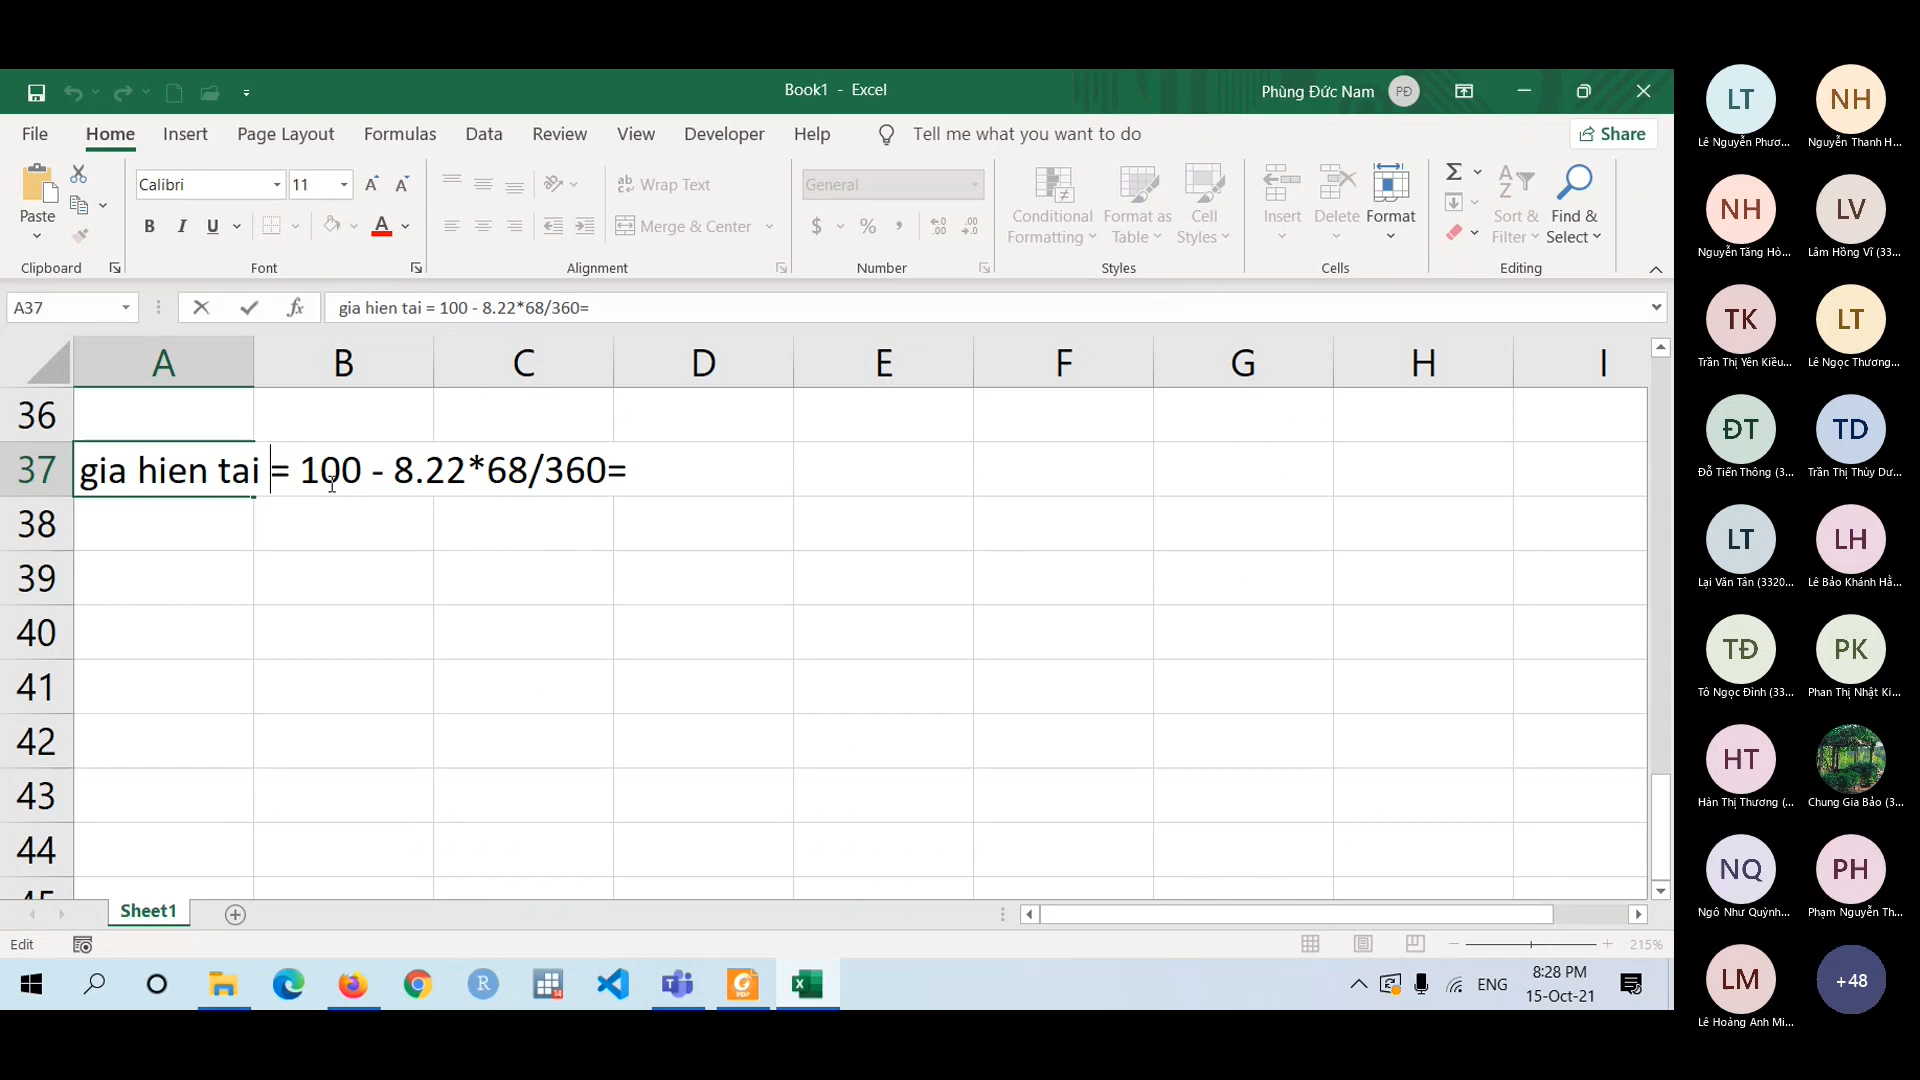 Book1 - Excel
Phùng Đức Nam
PĐ
File Home Insert Page Layout Formulas Data Review View Developer Help Tell me what you want to do Share
Paste
Clipboard
Calibri 11
B I U
Font
Wrap Text
Merge & Center
Alignment
General
Number
Conditional Formatting
Format as Table
Cell Styles
Styles
Insert Delete Format
Cells
Sort & Filter
Find & Select
Editing
A37
gia hien tai = 100 - 8.22*68/360=
A B C D E F G H I
36
37 gia hien tai = 100 - 8.22*68/360=
38
39
40
41
42
43
44
45
Sheet1
Edit
215%
ENG
8:28 PM
15-Oct-21
LT
Lê Nguyễn Phươ...
NH
Nguyễn Thanh H...
NH
Nguyễn Tăng Hò...
LV
Lâm Hồng Vĩ (33...
TK
Trần Thị Yên Kiều...
LT
Lê Ngọc Thương...
ĐT
Đỗ Tiến Thông (3...
TD
Trần Thị Thùy Dư...
LT
Lại Văn Tân (3320...
LH
Lê Bảo Khánh Hằ...
TĐ
Tô Ngọc Đỉnh (33...
PK
Phan Thị Nhật Ki...
HT
Hàn Thị Thương (...
Chung Gia Bảo (3...
NQ
Ngô Như Quỳnh...
PH
Phạm Nguyễn Th...
LM
Lê Hoàng Anh Mi...
+48